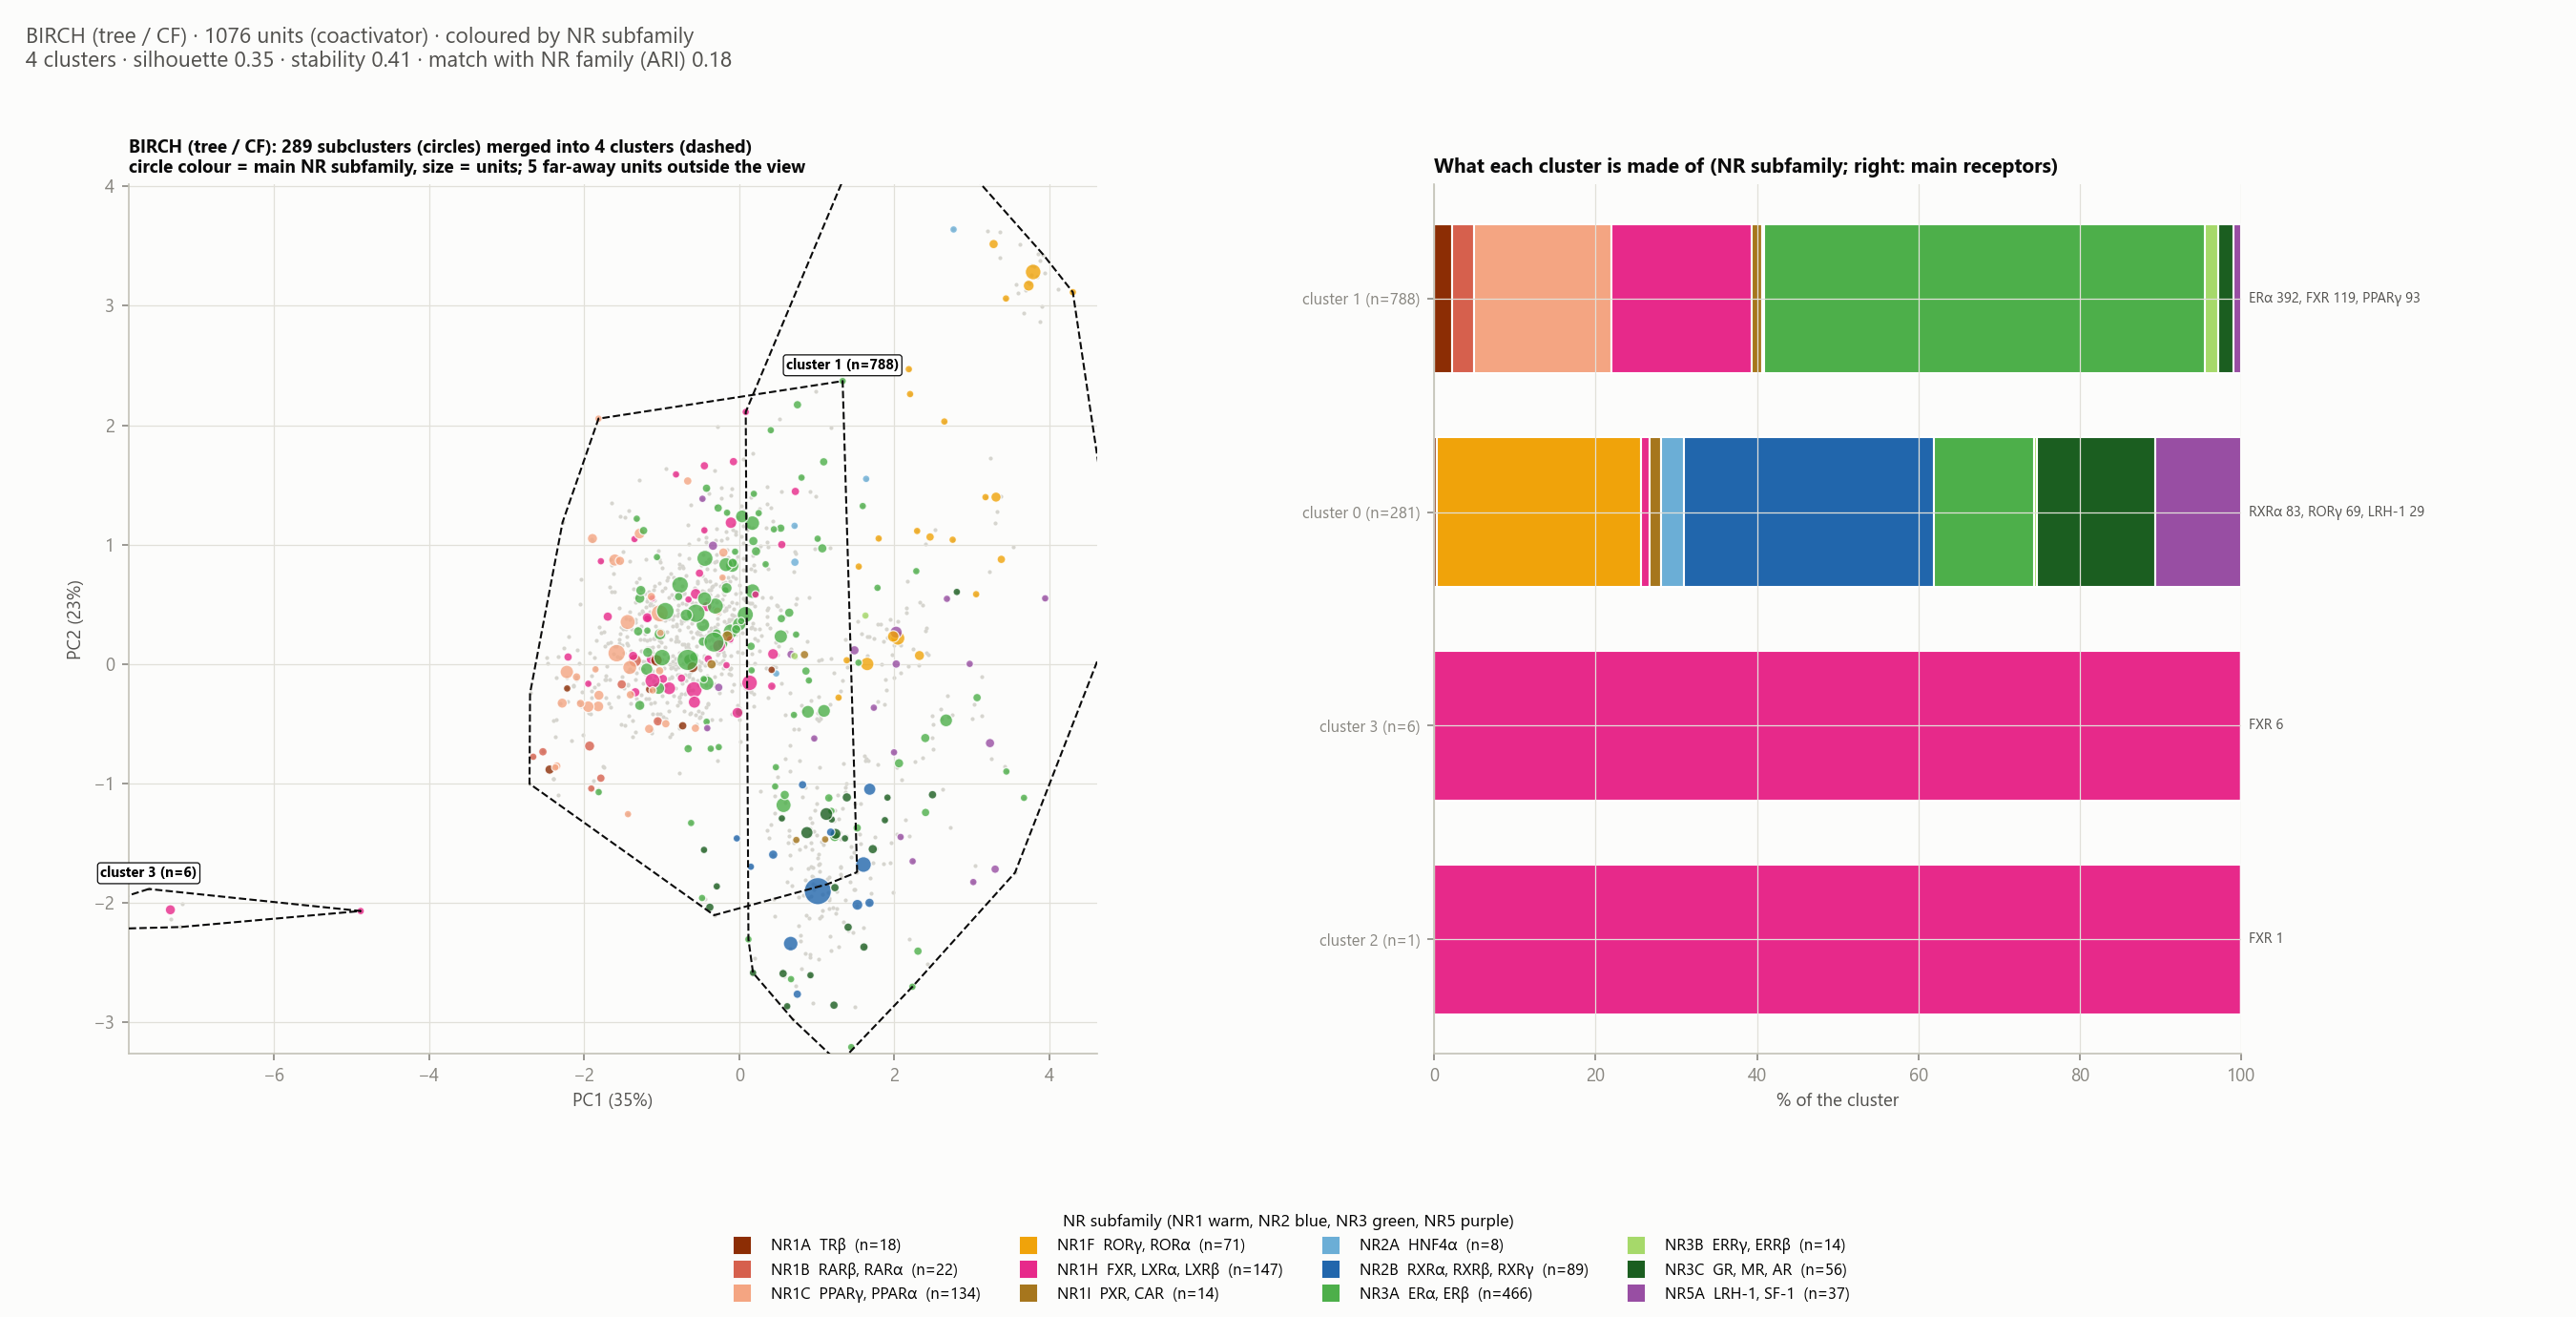 BIRCH (tree / CF) · 1076 units (coactivator) · coloured by NR subfamily
4 clusters · silhouette 0.35 · stability 0.41 · match with NR family (ARI) 0.18
BIRCH (tree / CF): 289 subclusters (circles) merged into 4 clusters (dashed)
circle colour = main NR subfamily, size = units; 5 far-away units outside the view
4
3
2
1
0
−1
−2
−3
PC2 (23%)
cluster 1 (n=788)
cluster 3 (n=6)
−6
−4
−2
0
2
4
PC1 (35%)
What each cluster is made of (NR subfamily; right: main receptors)
cluster 1 (n=788)
ERα 392, FXR 119, PPARγ 93
cluster 0 (n=281)
RXRα 83, RORγ 69, LRH-1 29
cluster 3 (n=6)
FXR 6
cluster 2 (n=1)
FXR 1
0
20
40
60
80
100
% of the cluster
NR subfamily (NR1 warm, NR2 blue, NR3 green, NR5 purple)
NR1A TRβ (n=18)
NR1B RARβ, RARα (n=22)
NR1C PPARγ, PPARα (n=134)
NR1F RORγ, RORα (n=71)
NR1H FXR, LXRα, LXRβ (n=147)
NR1I PXR, CAR (n=14)
NR2A HNF4α (n=8)
NR2B RXRα, RXRβ, RXRγ (n=89)
NR3A ERα, ERβ (n=466)
NR3B ERRγ, ERRβ (n=14)
NR3C GR, MR, AR (n=56)
NR5A LRH-1, SF-1 (n=37)